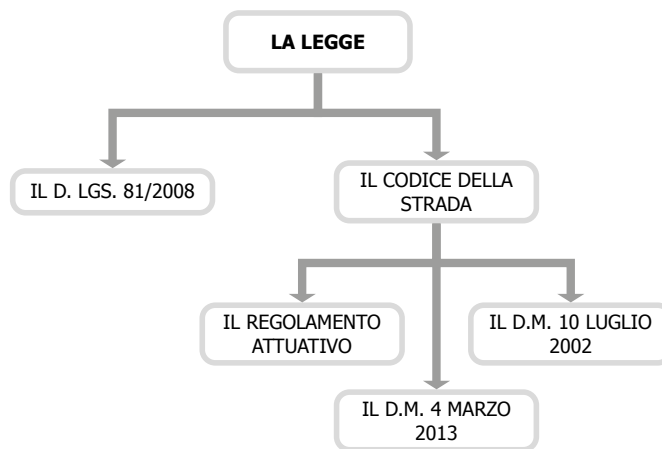 LA LEGGE
IL D. LGS. 81/2008
IL CODICE DELLA
STRADA
IL REGOLAMENTO
ATTUATIVO
IL D.M. 10 LUGLIO
2002
IL D.M. 4 MARZO
2013